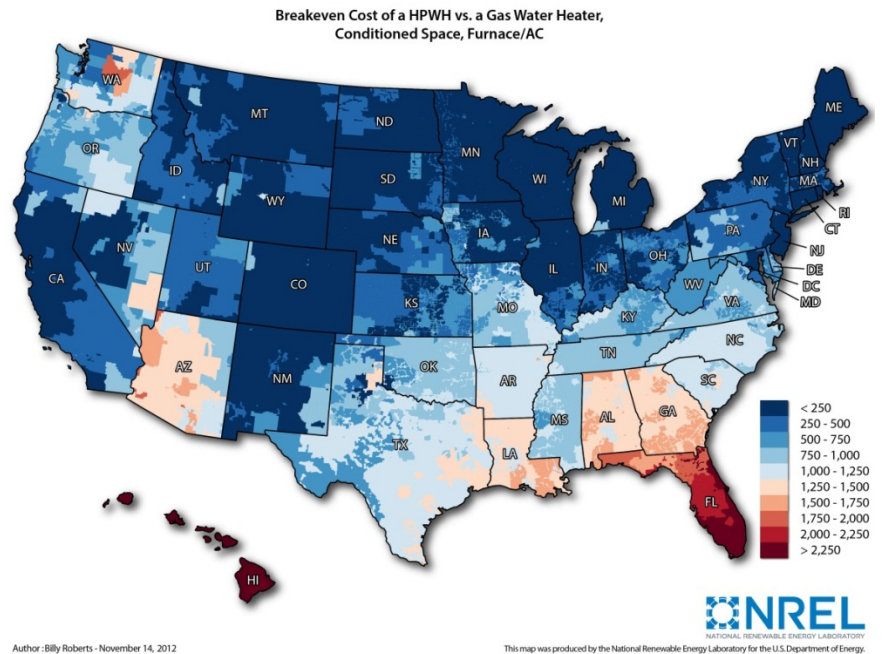 Breakeven Cost of a HPWH vs. a Gas Water Heater,
Conditioned Space, Furnace/AC
WA
MT
ND
MN
ME
VT
NH
OR
ID
SD
WI
MI
NY
MA
WY
RI
CT
IA
PA
NE
NJ
NV
OH
IL
IN
DE
UT
WV
DC
CA
CO
MD
KS
VA
MO
KY
NC
TN
AZ
OK
NM
AR
SC
MS
AL
GA
TX
LA
FL
HI
< 250
250 - 500
500 - 750
750 - 1,000
1,000 - 1,250
1,250 - 1,500
1,500 - 1,750
1,750 - 2,000
2,000 - 2,250
> 2,250
NREL
NATIONAL RENEWABLE ENERGY LABORATORY
Author : Billy Roberts - November 14, 2012
This map was produced by the National Renewable Energy Laboratory for the U.S. Department of Energy.